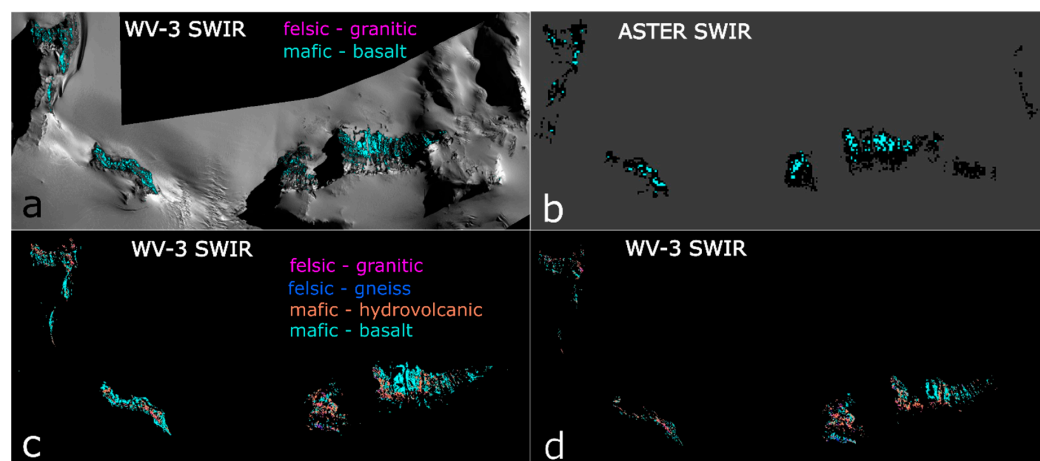 WV-3 SWIR
felsic - granitic
mafic - basalt
a
ASTER SWIR
b
WV-3 SWIR
felsic - granitic
felsic - gneiss
mafic - hydrovolcanic
mafic - basalt
c
WV-3 SWIR
d